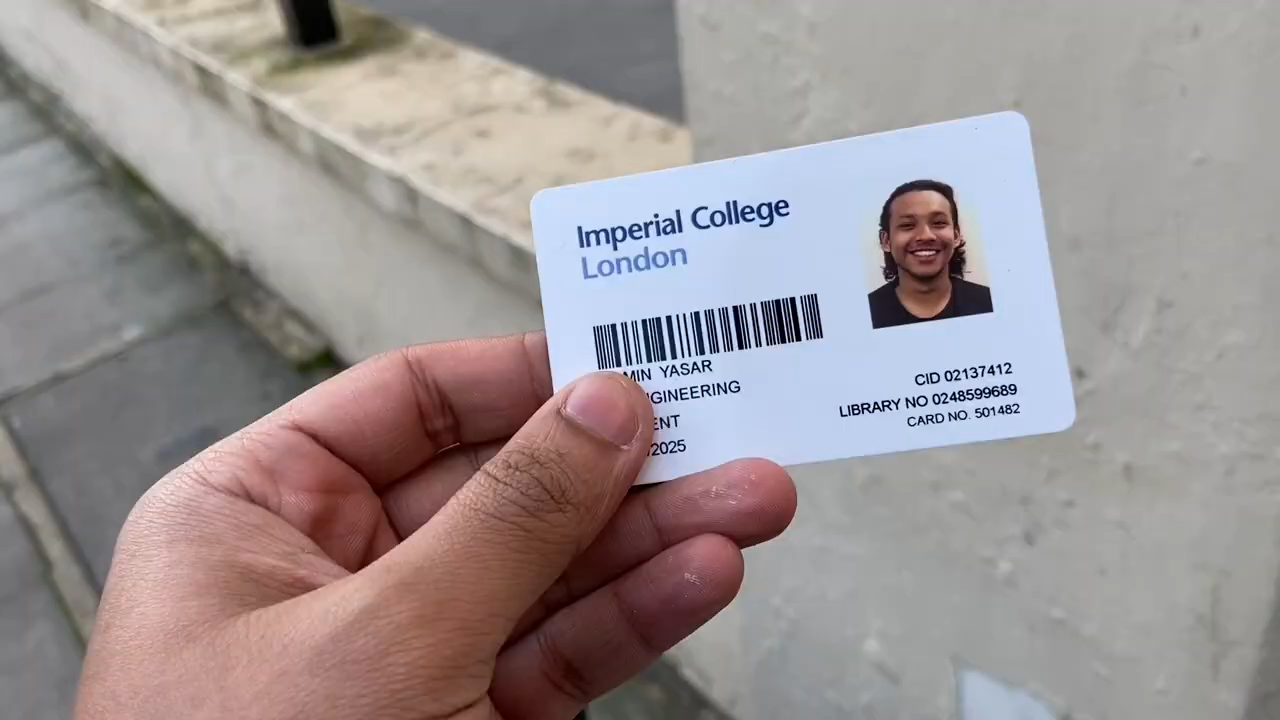 Imperial College
London
MIN YASAR
GINEERING
ENT
2025
CID 02137412
LIBRARY NO 0248599689
CARD NO. 501482